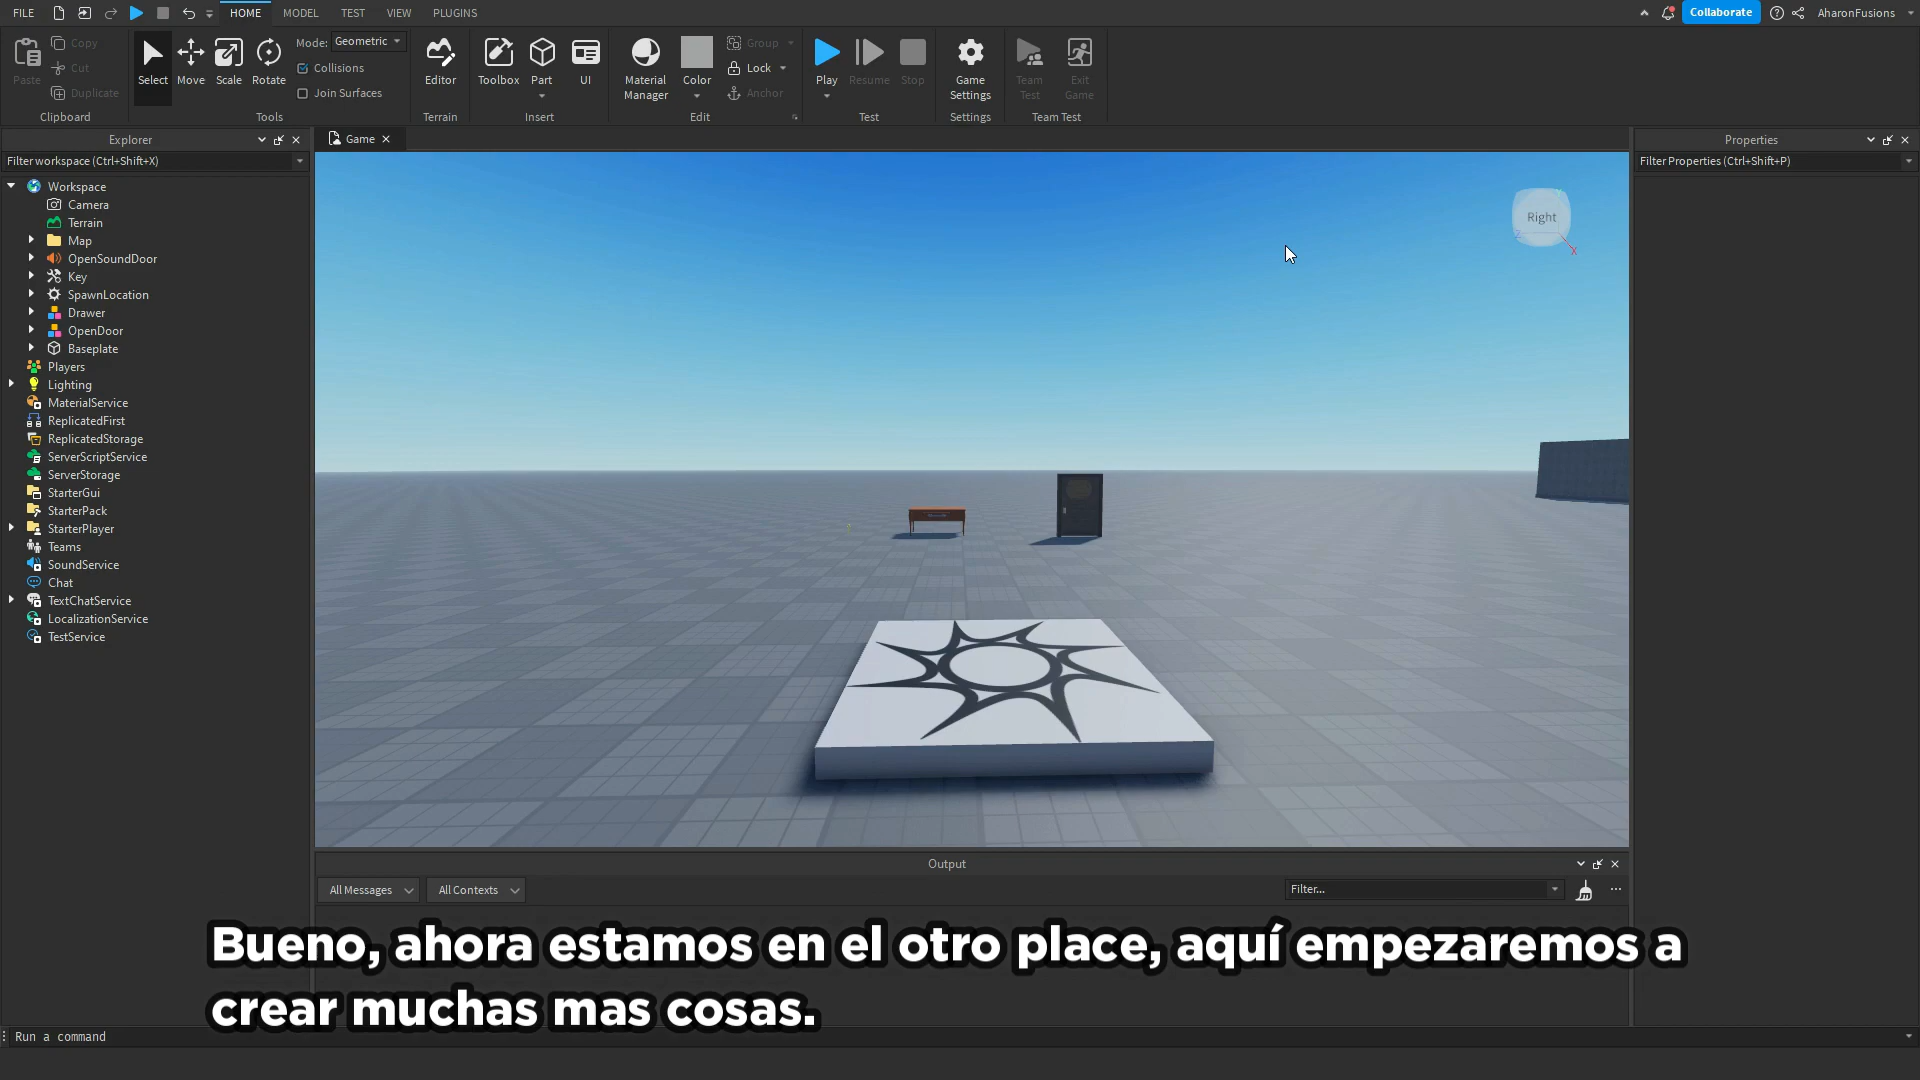 FILE
HOME
MODEL
TEST
VIEW
PLUGINS
Collaborate
AharonFusions
Paste
Copy
Cut
Duplicate
Clipboard
Select
Move
Scale
Rotate
Mode: Geometric
Collisions
Join Surfaces
Tools
Editor
Terrain
Toolbox
Part
UI
Insert
Material
Manager
Color
Group
Lock
Anchor
Edit
Play
Resume
Stop
Test
Game
Settings
Settings
Team
Test
Exit
Game
Team Test
Explorer
Filter workspace (Ctrl+Shift+X)
Workspace
Camera
Terrain
Map
OpenSoundDoor
Key
SpawnLocation
Drawer
OpenDoor
Baseplate
Players
Lighting
MaterialService
ReplicatedFirst
ReplicatedStorage
ServerScriptService
ServerStorage
StarterGui
StarterPack
StarterPlayer
Teams
SoundService
Chat
TextChatService
LocalizationService
TestService
Game
Right
Y
Z
X
Properties
Filter Properties (Ctrl+Shift+P)
Output
All Messages
All Contexts
Filter...
Bueno, ahora estamos en el otro place, aquí empezaremos a
crear muchas mas cosas.
Run a command